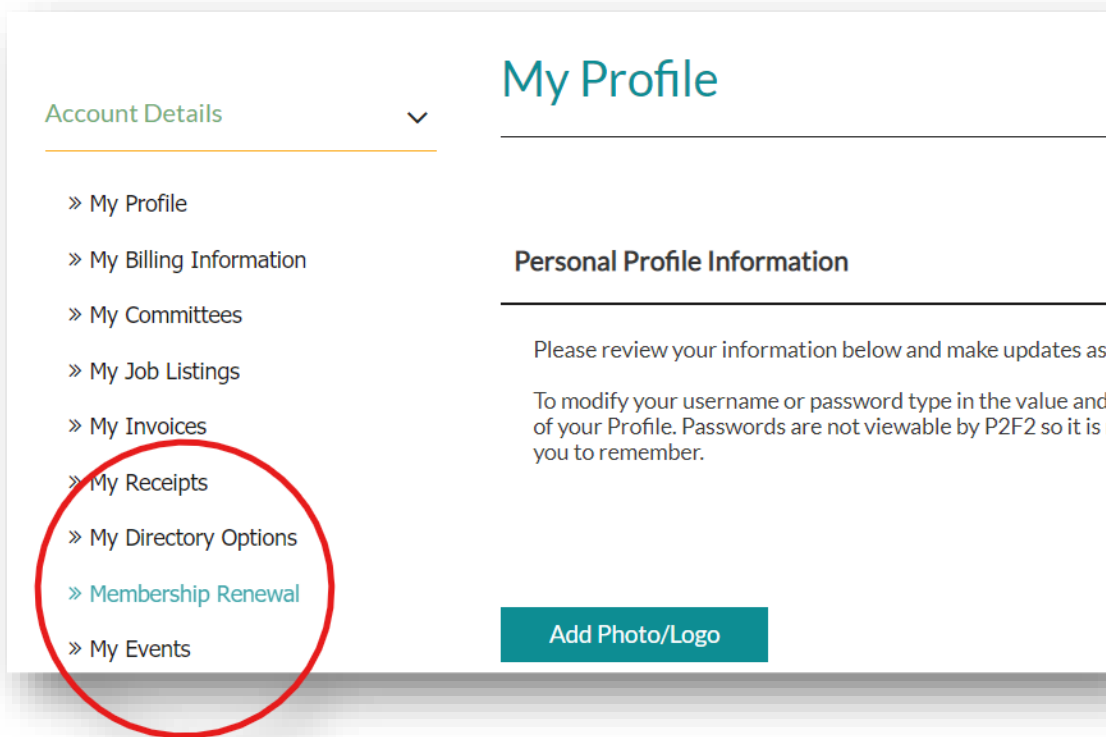 Account Details
» My Profile
» My Billing Information
» My Committees
» My Job Listings
» My Invoices
» My Receipts
» My Directory Options
» Membership Renewal
» My Events
My Profile
Personal Profile Information
Please review your information below and make updates as
To modify your username or password type in the value and
of your Profile. Passwords are not viewable by P2F2 so it is
you to remember.
Add Photo/Logo